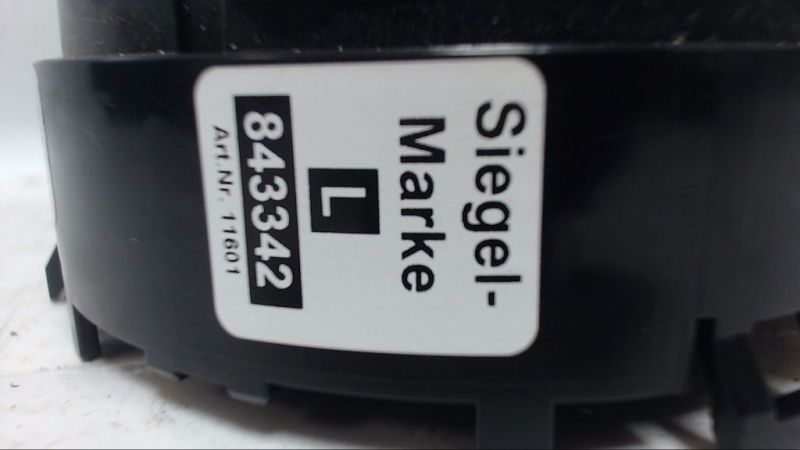 Siegel-
Marke
L
843342
Art.Nr. 11601